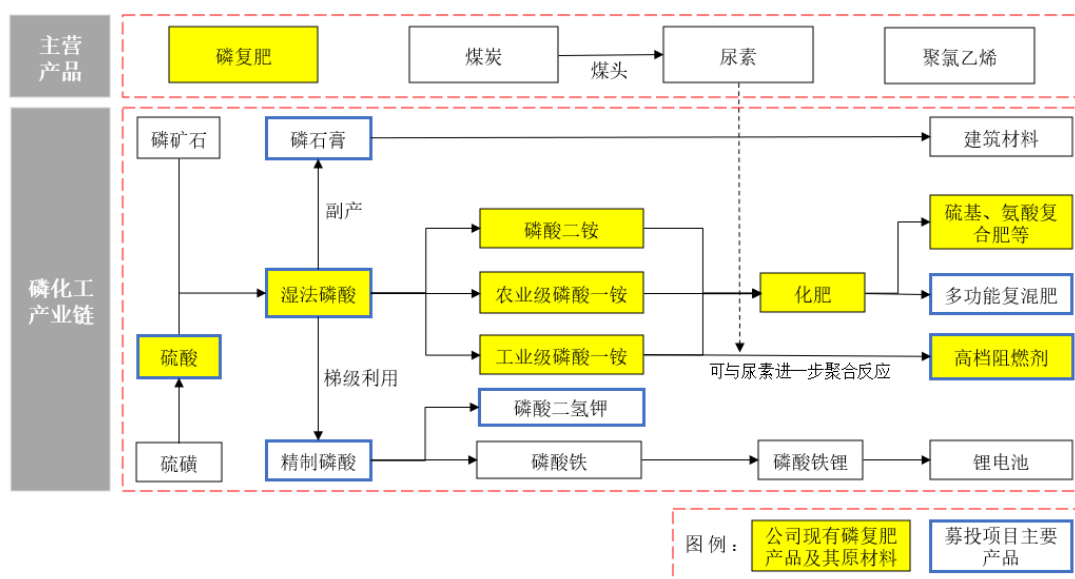 主营
产品
磷复肥
煤炭
煤头
尿素
聚氯乙烯
磷化工
产业链
磷矿石
磷石膏
建筑材料
副产
磷酸二铵
硫基、氨酸复
合肥等
湿法磷酸
农业级磷酸一铵
化肥
多功能复混肥
硫酸
工业级磷酸一铵
高档阻燃剂
可与尿素进一步聚合反应
梯级利用
磷酸二氢钾
硫磺
精制磷酸
磷酸铁
磷酸铁锂
锂电池
图例：
公司现有磷复肥
产品及其原材料
募投项目主要
产品